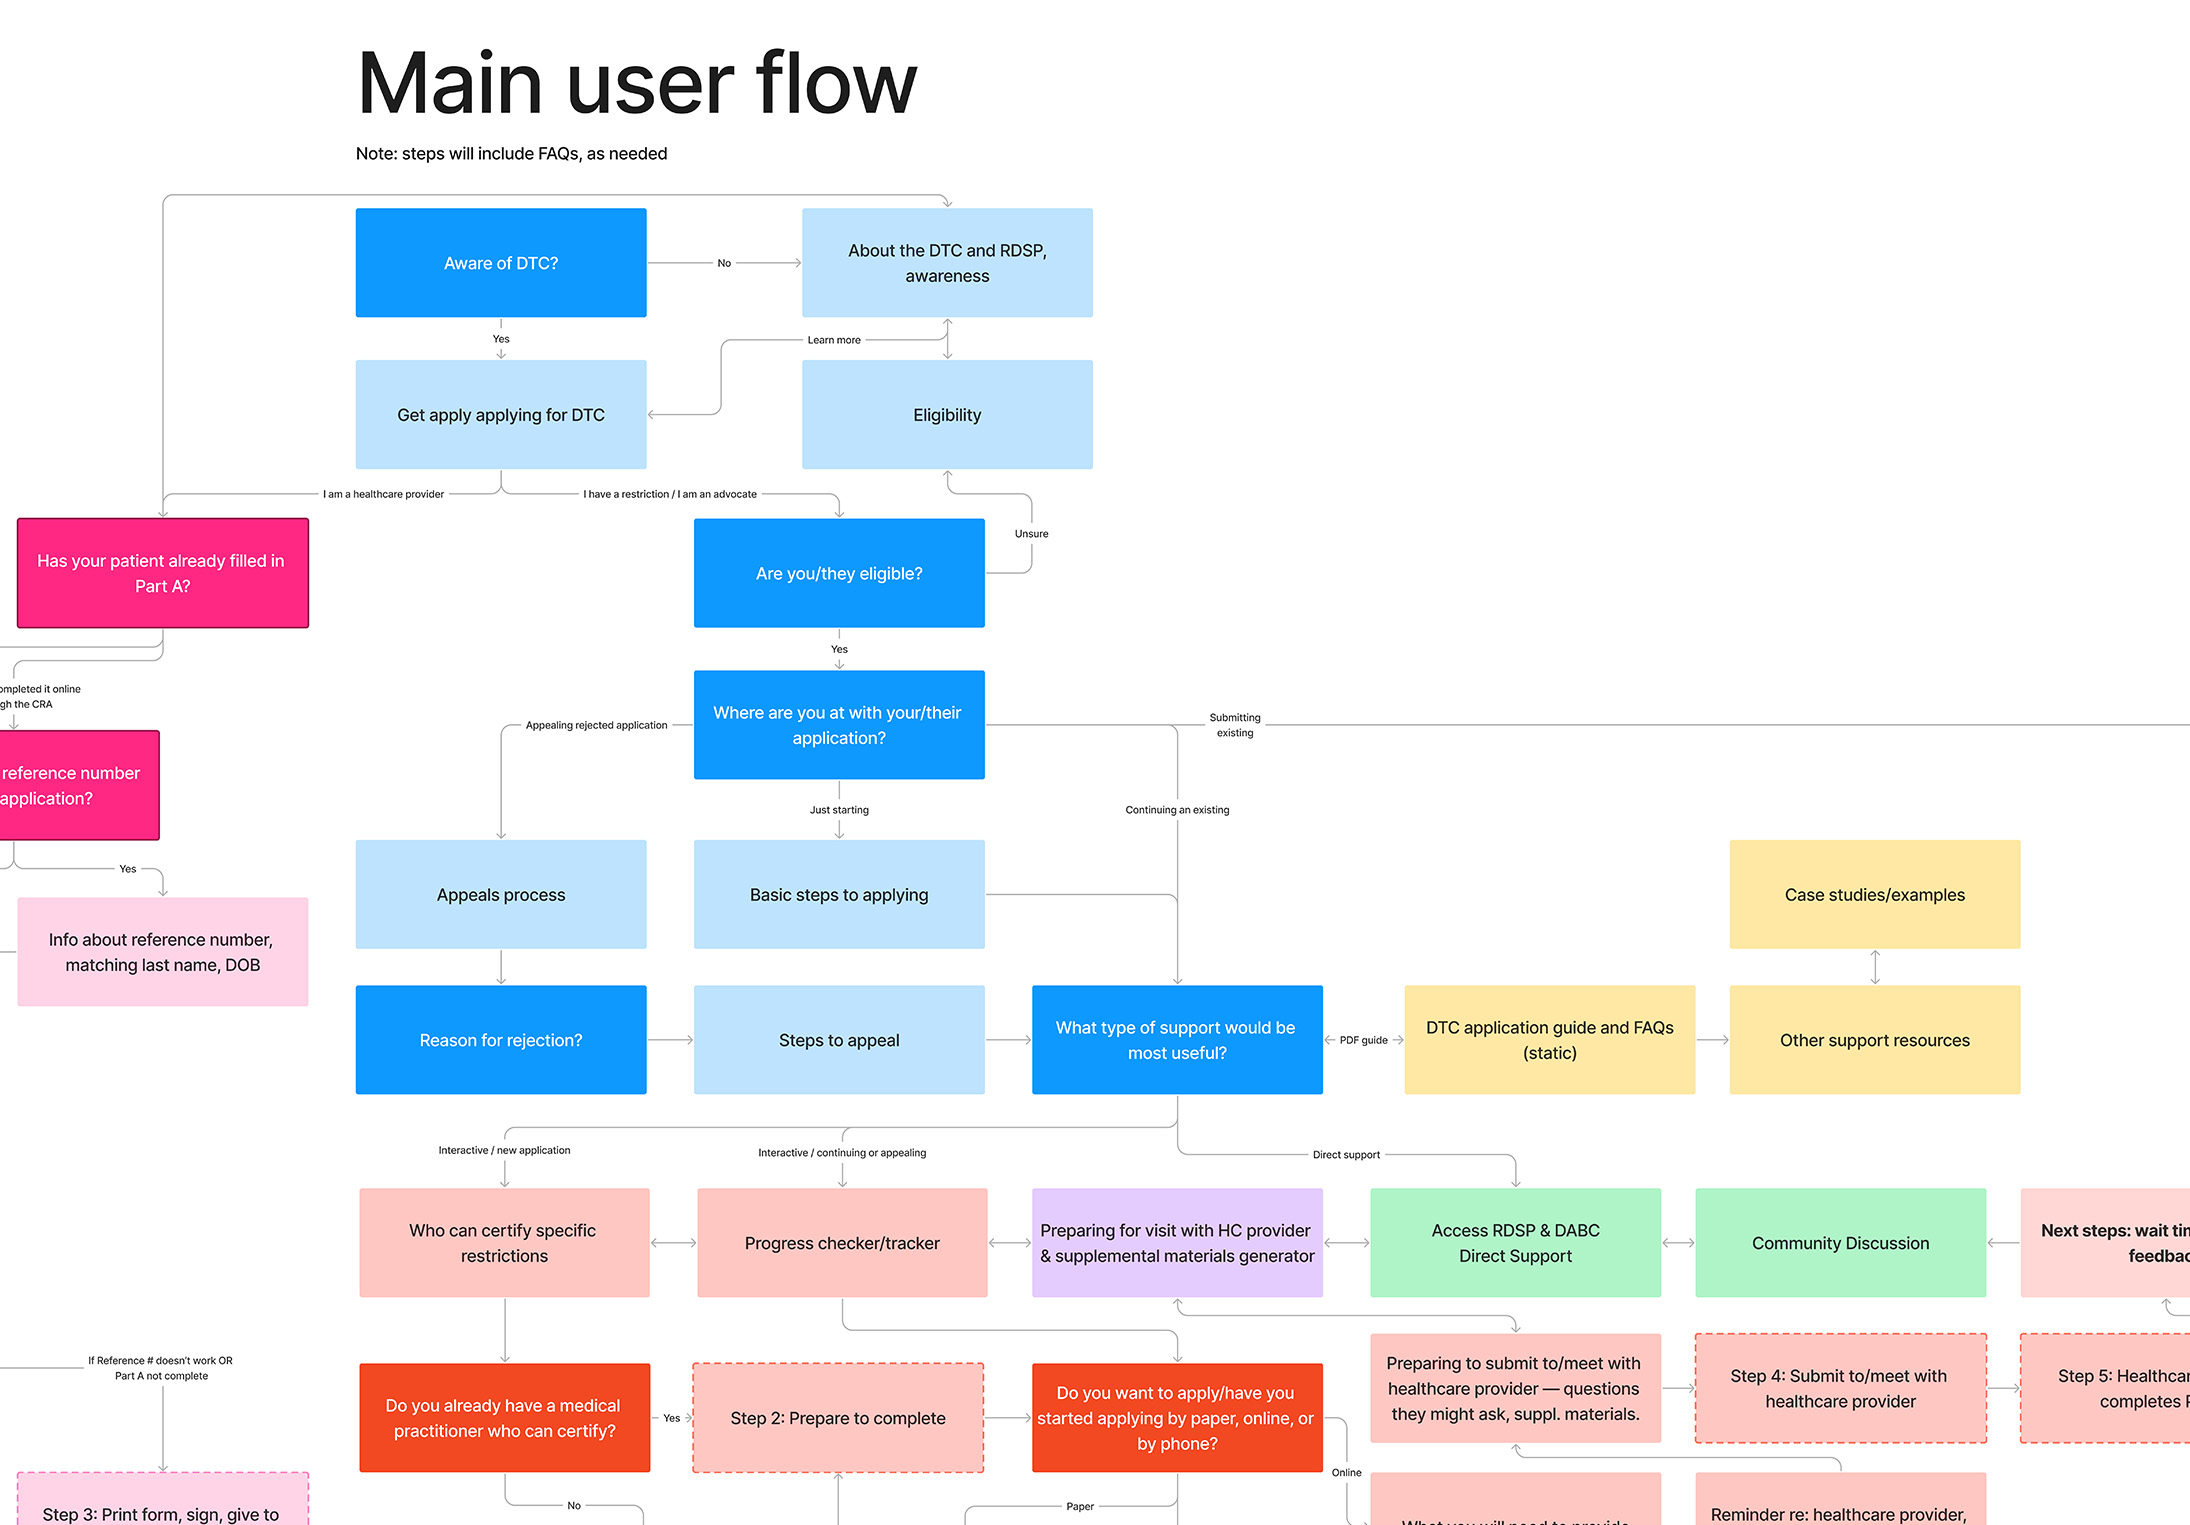 Main user flow
Note: steps will include FAQs, as needed
Aware of DTC?
No
About the DTC and RDSP,
awareness
Yes
Learn more
Get apply applying for DTC
Eligibility
I am a healthcare provider
I have a restriction / I am an advocate
Unsure
Has your patient already filled in
Part A?
Are you/they eligible?
Yes
ompleted it online
gh the CRA
Where are you at with your/their
application?
Appealing rejected application
Submitting
existing
reference number
application?
Just starting
Continuing an existing
Yes
Appeals process
Basic steps to applying
Case studies/examples
Info about reference number,
matching last name, DOB
Reason for rejection?
Steps to appeal
What type of support would be
most useful?
PDF guide
DTC application guide and FAQs
(static)
Other support resources
Interactive / new application
Interactive / continuing or appealing
Direct support
Who can certify specific
restrictions
Progress checker/tracker
Preparing for visit with HC provider
& supplemental materials generator
Access RDSP & DABC
Direct Support
Community Discussion
Next steps: wait tim
feedbac
If Reference # doesn't work OR
Part A not complete
Do you already have a medical
practitioner who can certify?
Yes
Step 2: Prepare to complete
Do you want to apply/have you
started applying by paper, online, or
by phone?
Preparing to submit to/meet with
healthcare provider — questions
they might ask, suppl. materials.
Step 4: Submit to/meet with
healthcare provider
Step 5: Healthcar
completes P
Online
No
Paper
Step 3: Print form, sign, give to
What you will need to provide
Reminder re: healthcare provider,